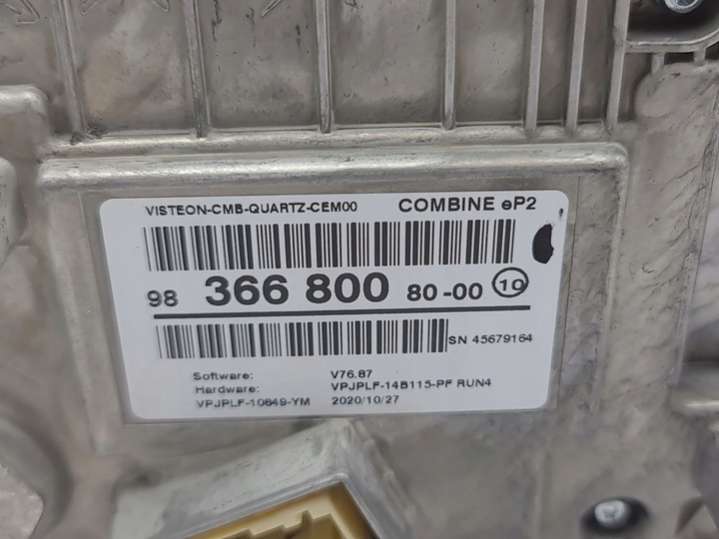 VISTEON-CMB-QUARTZ-CEM00 COMBINE eP2
98 366 800 80-00 10
SN 45679164
Software: V76.87
Hardware: VPJPLF-14B115-PF RUN4
VPJPLF-10849-YM 2020/10/27